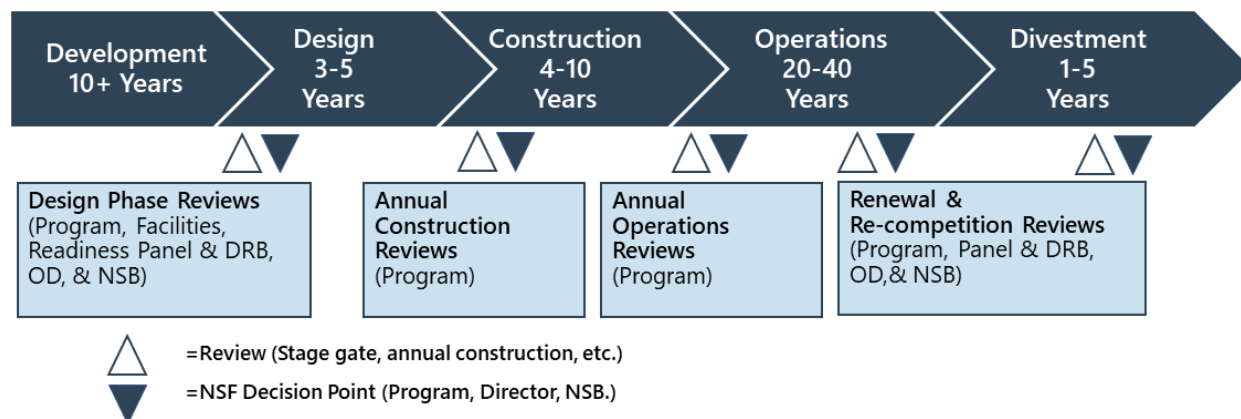 Development
10+ Years
Design
3-5
Years
Construction
4-10
Years
Operations
20-40
Years
Divestment
1-5
Years
Design Phase Reviews
(Program, Facilities,
Readiness Panel & DRB,
OD, & NSB)
Annual
Construction
Reviews
(Program)
Annual
Operations
Reviews
(Program)
Renewal &
Re-competition Reviews
(Program, Panel & DRB,
OD,& NSB)
=Review (Stage gate, annual construction, etc.)
=NSF Decision Point (Program, Director, NSB.)